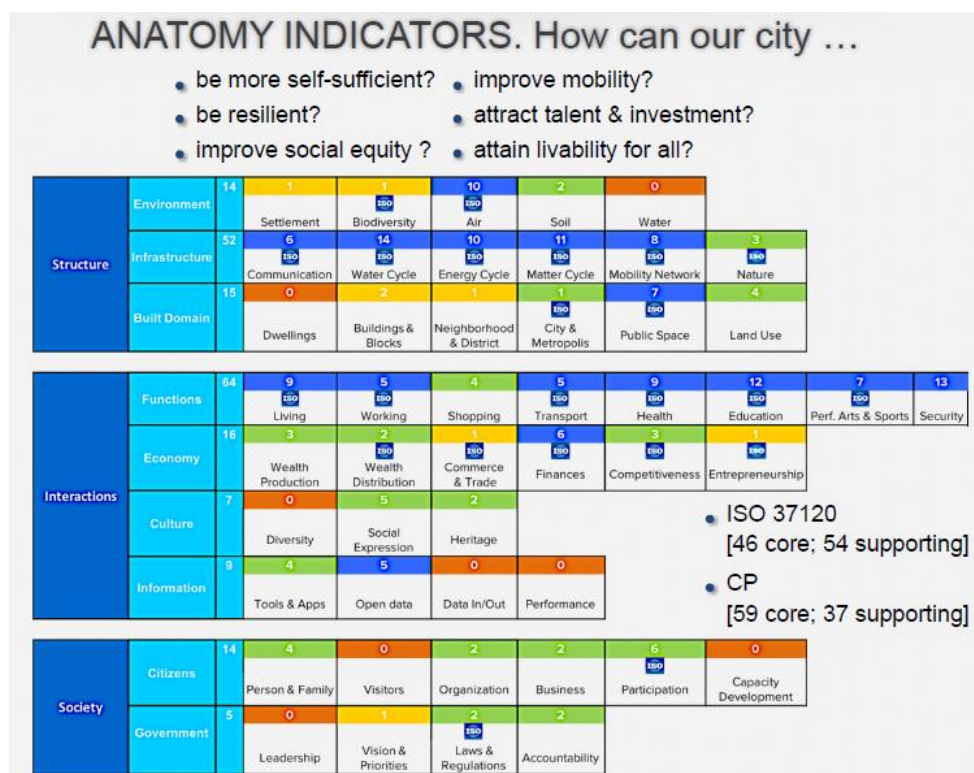 ANATOMY INDICATORS. How can our city ...
• be more self-sufficient? • improve mobility?
• be resilient? • attract talent & investment?
• improve social equity ? • attain livability for all?
Structure
Environment 14
1 1 10 2 0
ISO ISO
Settlement Biodiversity Air Soil Water
Infrastructure 52
6 14 10 11 8 3
ISO ISO ISO ISO ISO ISO
Communication Water Cycle Energy Cycle Matter Cycle Mobility Network Nature
Built Domain 15
0 2 1 1 7 4
ISO ISO
Dwellings Buildings & Blocks Neighborhood & District City & Metropolis Public Space Land Use
Interactions
Functions 64
9 5 4 5 9 12 7 13
ISO ISO ISO ISO ISO ISO
Living Working Shopping Transport Health Education Perf. Arts & Sports Security
Economy 16
3 2 1 6 3 1
ISO ISO ISO ISO ISO
Wealth Production Wealth Distribution Commerce & Trade Finances Competitiveness Entrepreneurship
Culture 7
0 5 2
Diversity Social Expression Heritage
Information 9
4 5 0 0
Tools & Apps Open data Data In/Out Performance
• ISO 37120
[46 core; 54 supporting]
• CP
[59 core; 37 supporting]
Society
Citizens 14
4 0 2 2 6 0
ISO
Person & Family Visitors Organization Business Participation Capacity Development
Government 5
0 1 2 2
ISO
Leadership Vision & Priorities Laws & Regulations Accountability